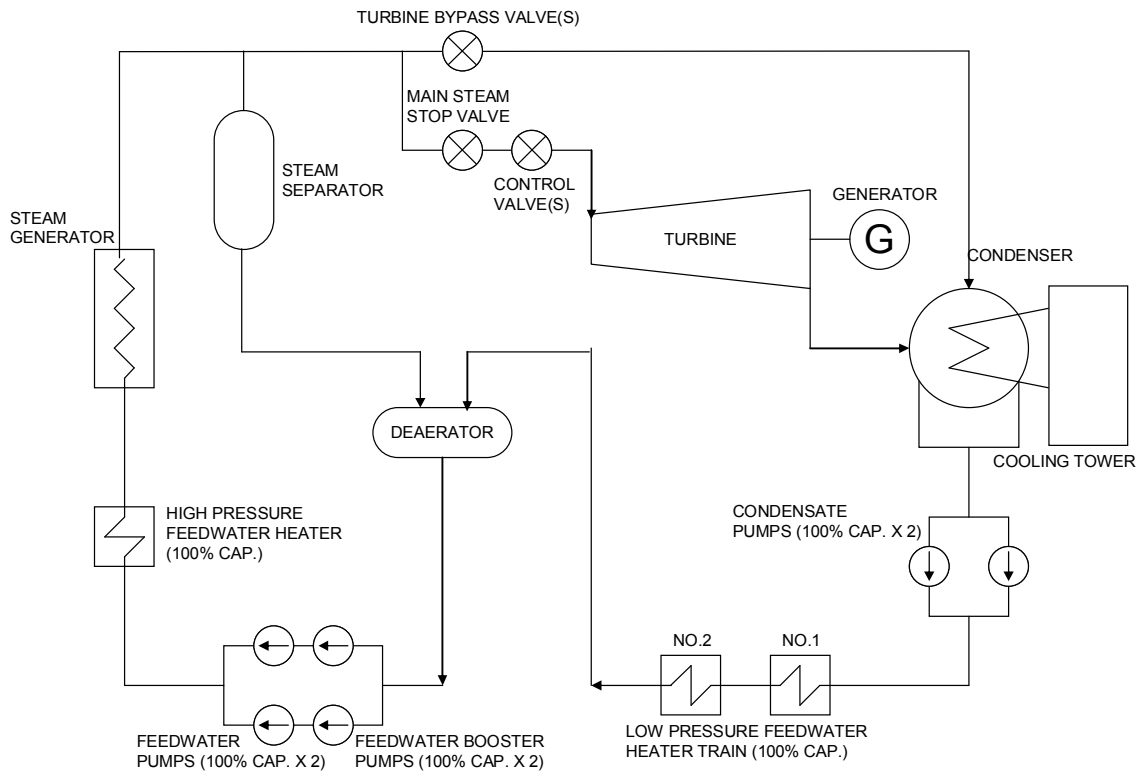 TURBINE BYPASS VALVE(S)
MAIN STEAM
STOP VALVE
STEAM
SEPARATOR
CONTROL
VALVE(S)
GENERATOR
G
STEAM
GENERATOR
TURBINE
CONDENSER
DEAERATOR
COOLING TOWER
HIGH PRESSURE
FEEDWATER HEATER
(100% CAP.)
CONDENSATE
PUMPS (100% CAP. X 2)
NO.2
NO.1
LOW PRESSURE FEEDWATER
HEATER TRAIN (100% CAP.)
FEEDWATER
PUMPS (100% CAP. X 2)
FEEDWATER BOOSTER
PUMPS (100% CAP. X 2)